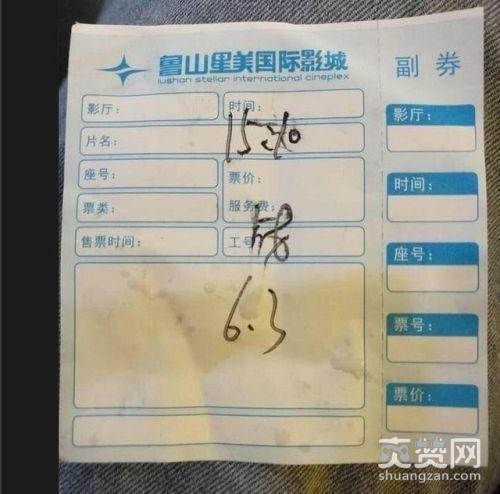 鲁山星美国际影城
lushan stellar international cineplex
副 券
影厅：
时间：
片名：
座号：
票价：
票类：
服务费：
售票时间：
工号
6.3
影厅：
时间：
座号：
票号：
票价：
爽赞网
shuangzan.com